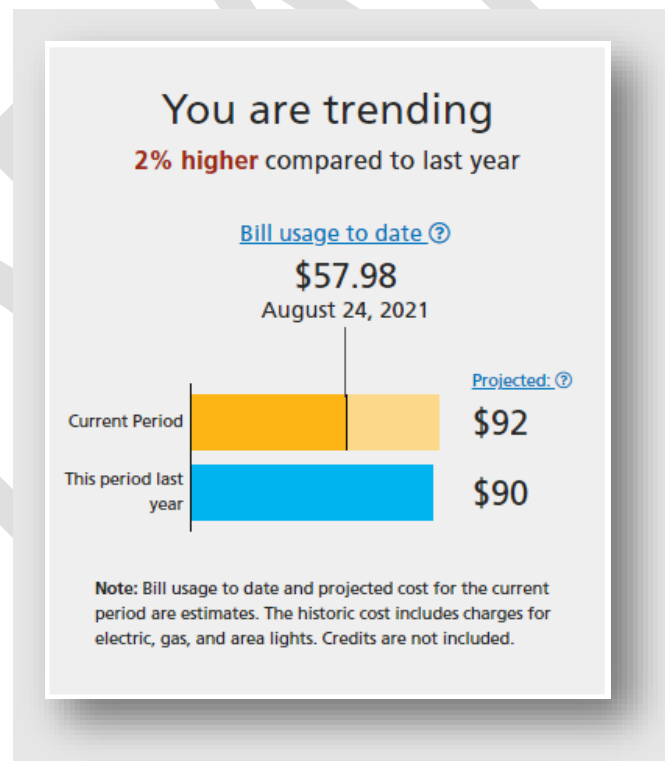 You are trending
2% higher compared to last year
Bill usage to date ?
$57.98
August 24, 2021
Projected: ?
Current Period
$92
This period last
year
$90
Note: Bill usage to date and projected cost for the current
period are estimates. The historic cost includes charges for
electric, gas, and area lights. Credits are not included.